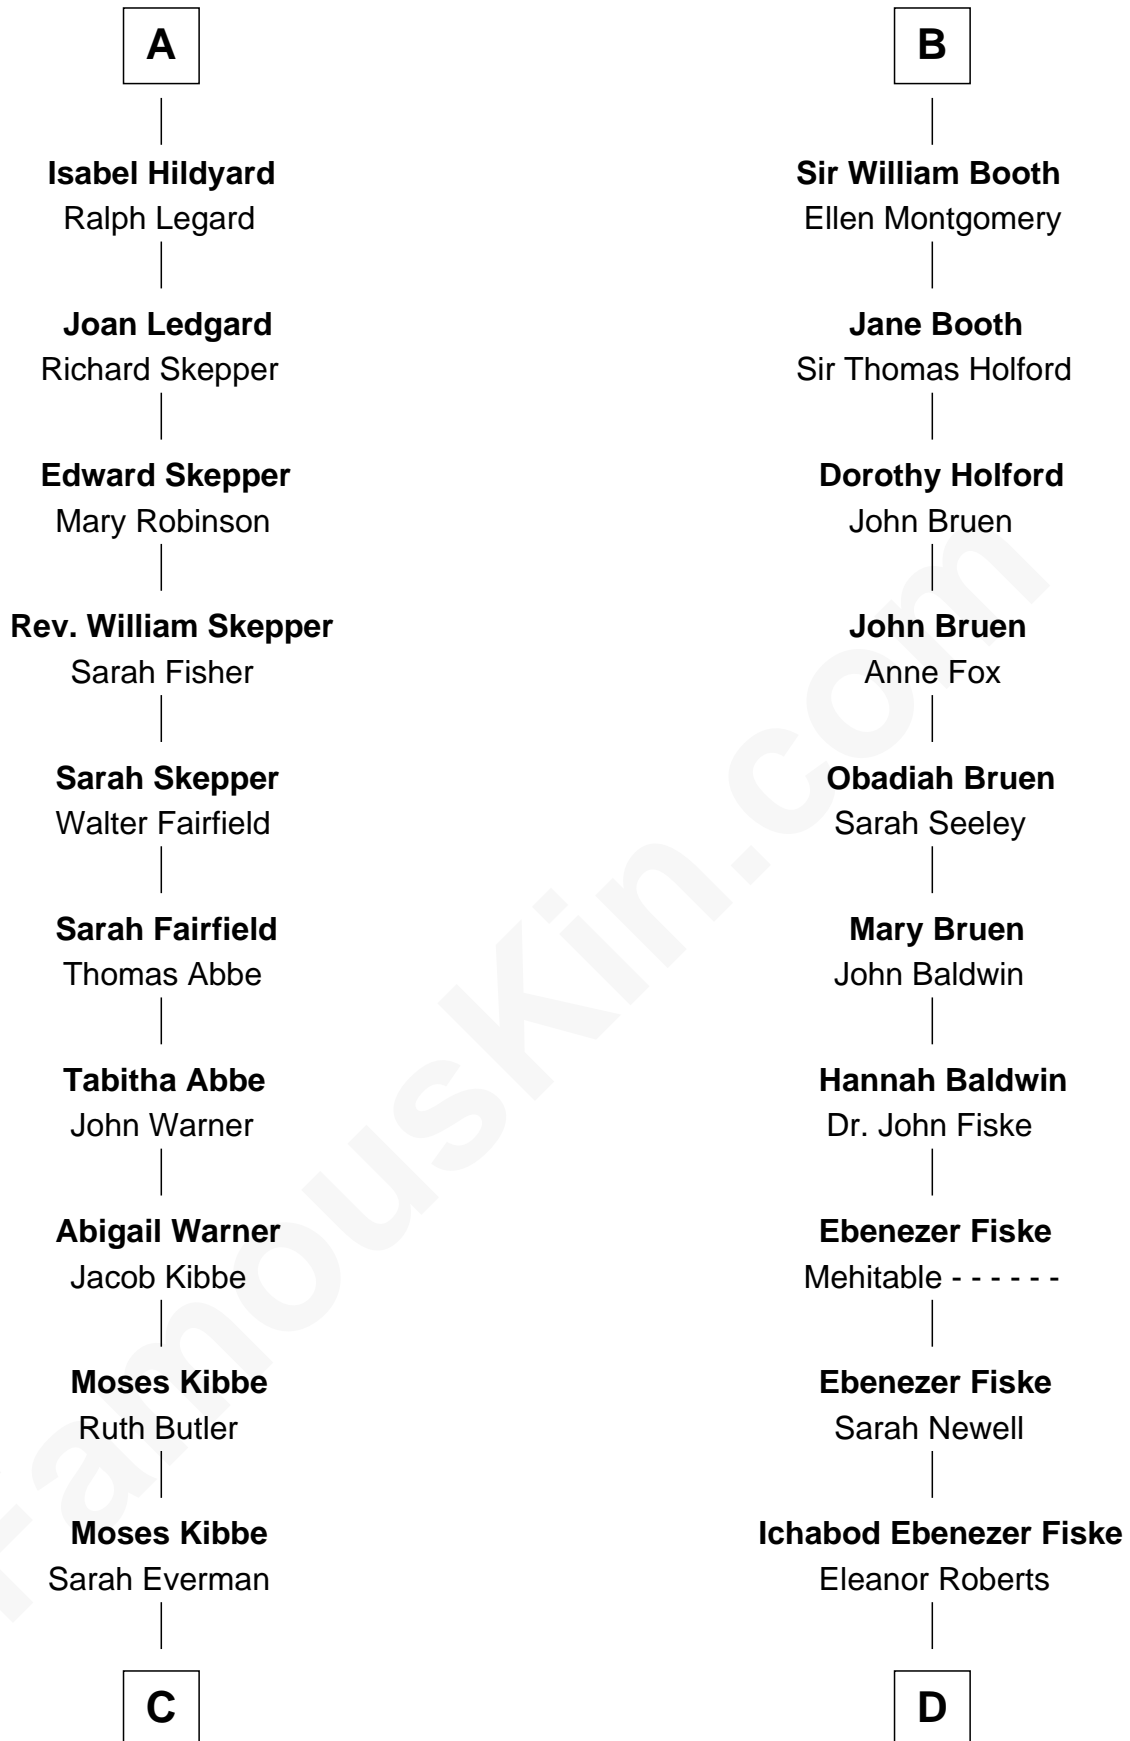 A
Isabel Hildyard
Ralph Legard
Joan Ledgard
Richard Skepper
Edward Skepper
Mary Robinson
Rev. William Skepper
Sarah Fisher
Sarah Skepper
Walter Fairfield
Sarah Fairfield
Thomas Abbe
Tabitha Abbe
John Warner
Abigail Warner
Jacob Kibbe
Moses Kibbe
Ruth Butler
Moses Kibbe
Sarah Everman
C
B
Sir William Booth
Ellen Montgomery
Jane Booth
Sir Thomas Holford
Dorothy Holford
John Bruen
John Bruen
Anne Fox
Obadiah Bruen
Sarah Seeley
Mary Bruen
John Baldwin
Hannah Baldwin
Dr. John Fiske
Ebenezer Fiske
Mehitable - - - - - -
Ebenezer Fiske
Sarah Newell
Ichabod Ebenezer Fiske
Eleanor Roberts
D
FamousKin.com